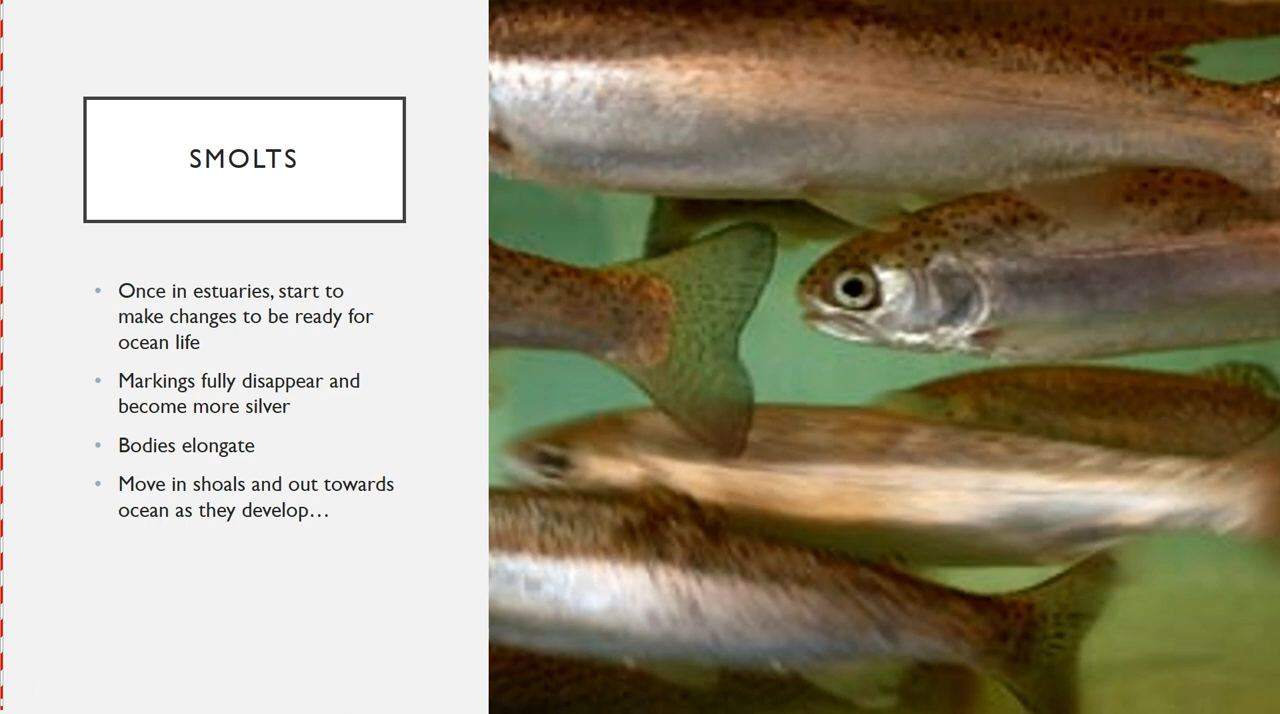 SMOLTS
• Once in estuaries, start to
make changes to be ready for
ocean life
• Markings fully disappear and
become more silver
• Bodies elongate
• Move in shoals and out towards
ocean as they develop…